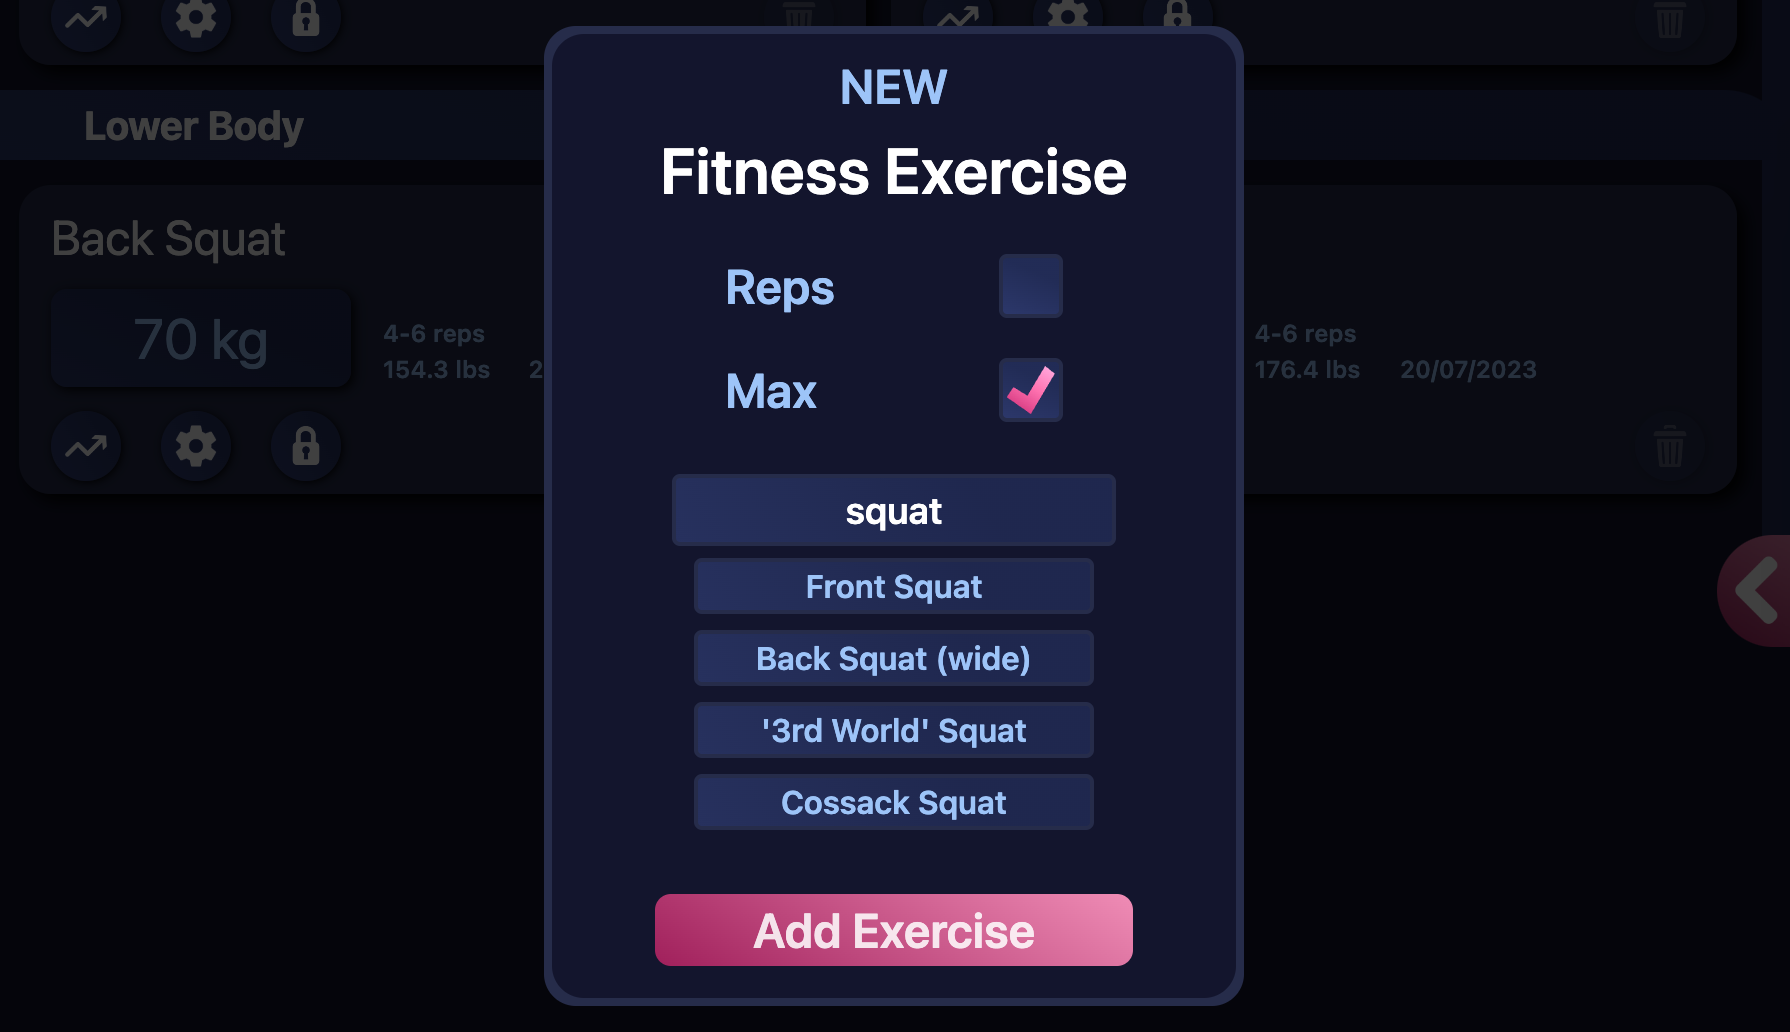 Lower Body
Back Squat
70 kg
4-6 reps
154.3 lbs 2
4-6 reps
176.4 lbs 20/07/2023
NEW
Fitness Exercise
Reps
Max
squat
Front Squat
Back Squat (wide)
'3rd World' Squat
Cossack Squat
Add Exercise